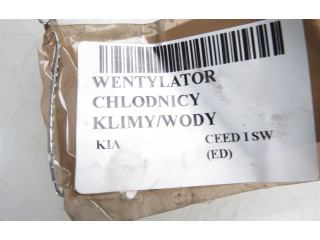 WENTYLATOR
CHLODNICY
KLIMY/WODY
KIA CEED I SW
(ED)